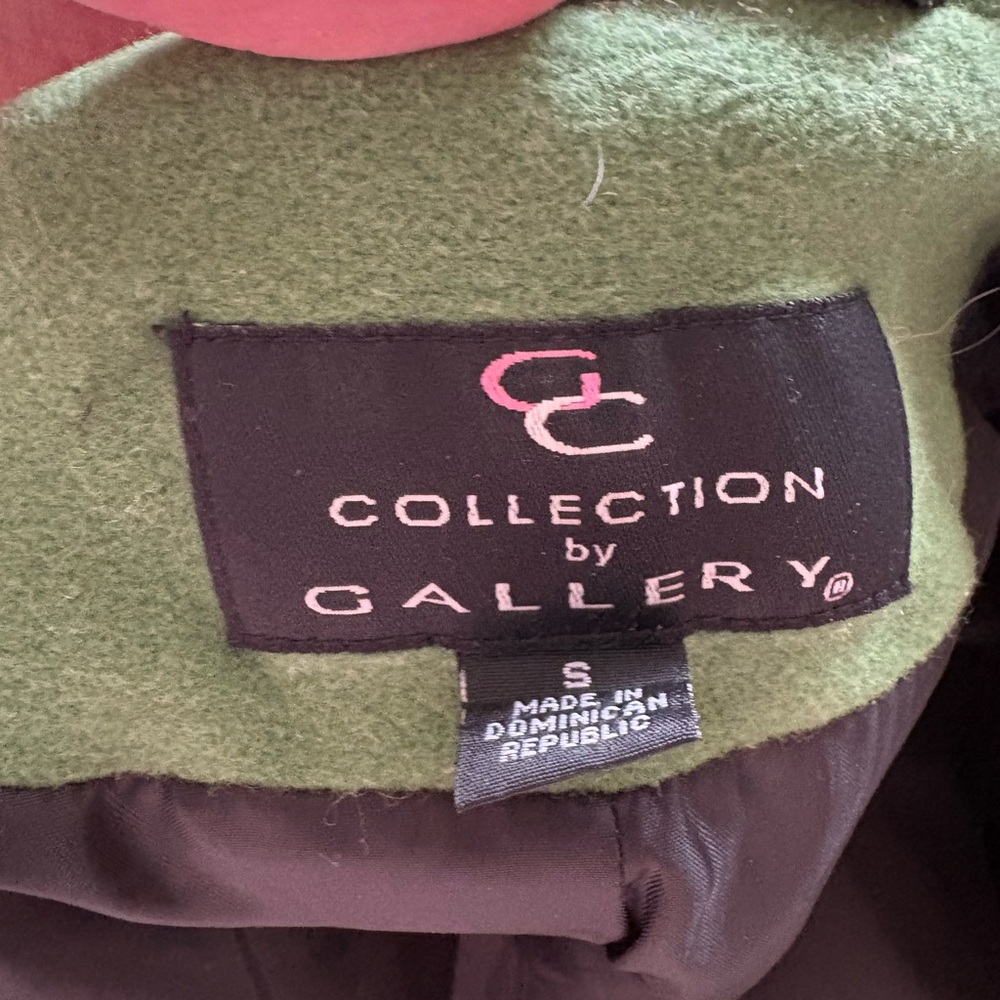 GC
COLLECTION
by
GALLERY®
S
MADE IN
DOMINICAN
REPUBLIC